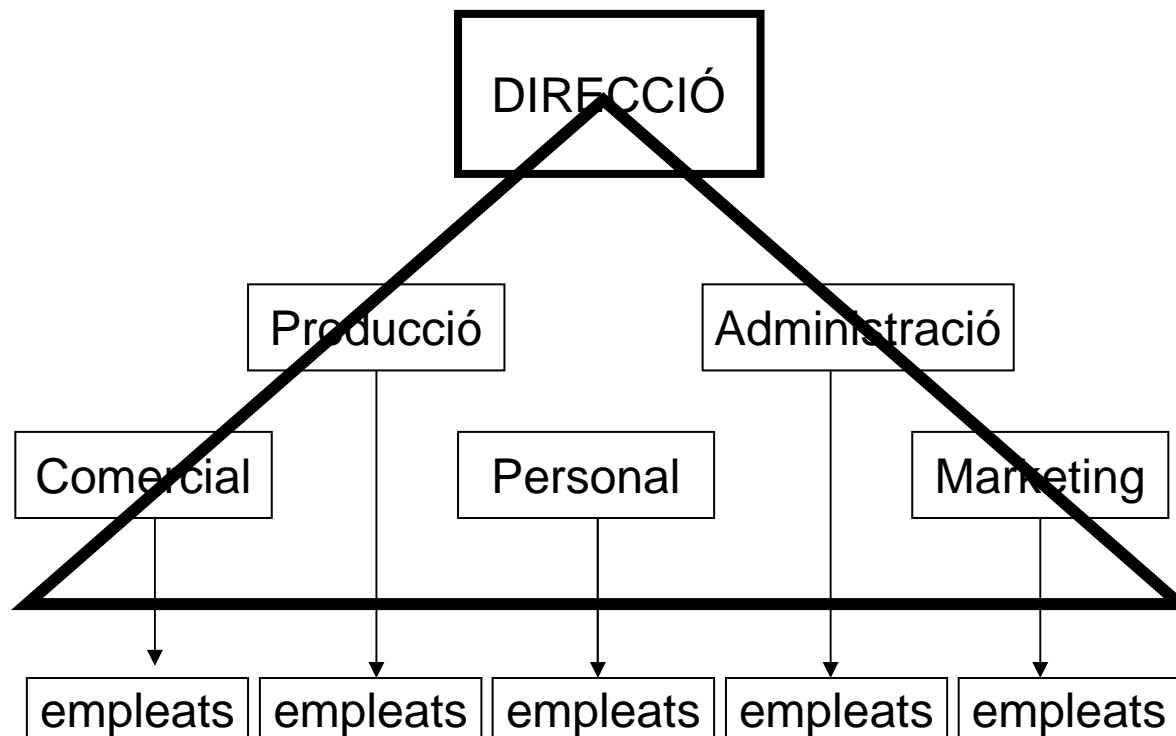 DIRECCIÓ
Producció
Administració
Comercial
Personal
Marketing
empleats
empleats
empleats
empleats
empleats